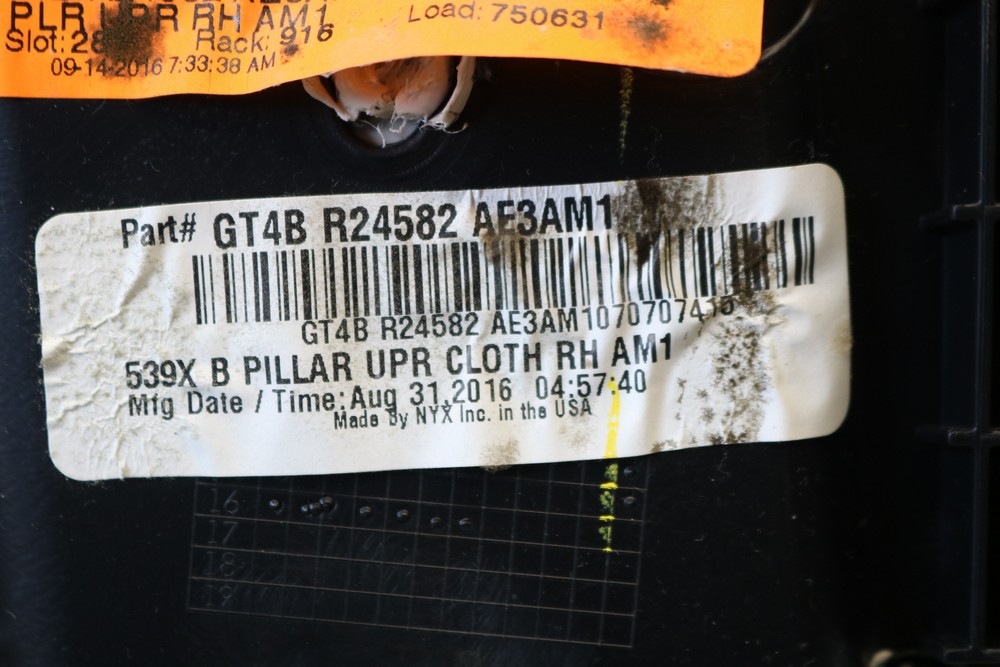 PLR UPR RH AM1
Load: 750631
Slot: 28 Rack: 916
09-14-2016 7:33:38 AM
Part# GT4B R24582 AE3AM1
GT4B R24582 AE3AM1070707415
539X B PILLAR UPR CLOTH RH AM1
Mfg Date / Time: Aug 31,2016 04:57:40
Made By NYX Inc. in the USA
16
17
18
19